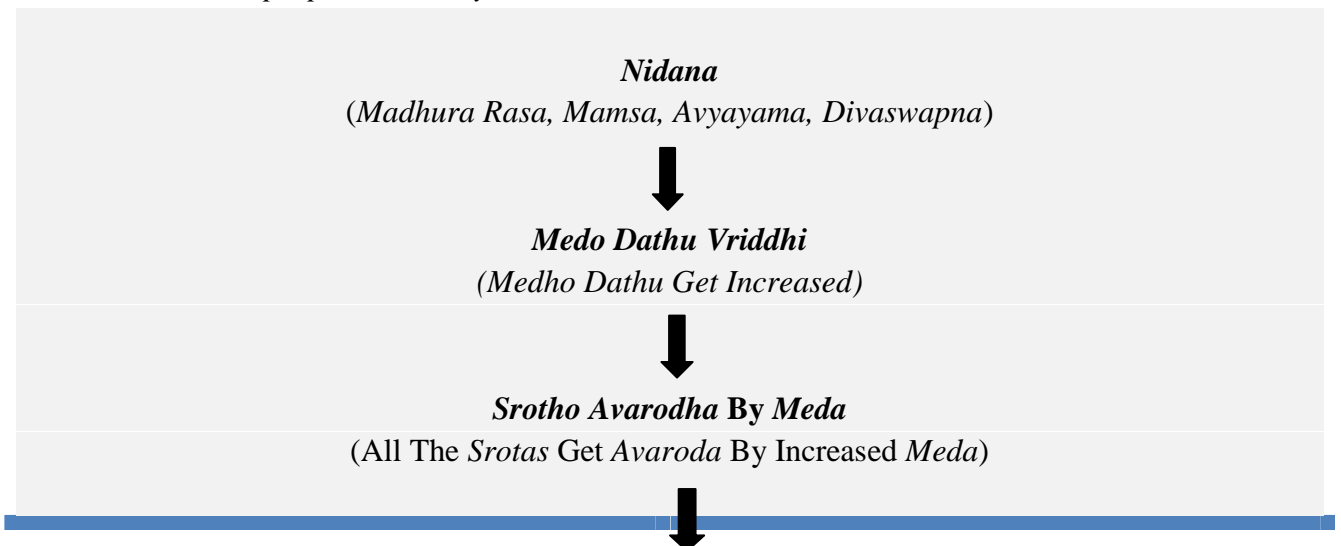 Nidana
(Madhura Rasa, Mamsa, Avyayama, Divaswapna)
Medo Dathu Vriddhi
(Medho Dathu Get Increased)
Srotho Avarodha By Meda
(All The Srotas Get Avaroda By Increased Meda)